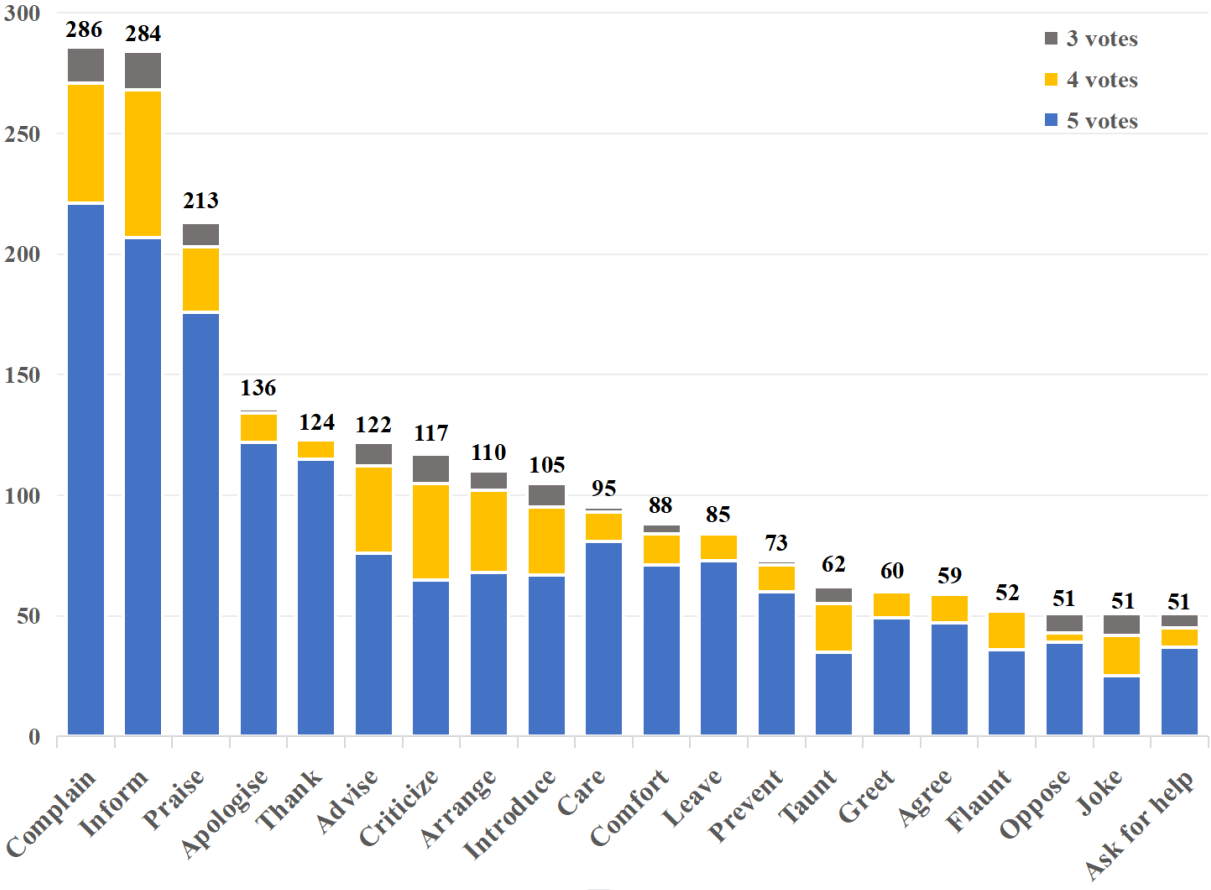 300
250
200
150
100
50
0
286
284
213
136
124
122
117
110
105
95
88
85
73
62
60
59
52
51
51
51
3 votes
4 votes
5 votes
Complain
Inform
Praise
Apologise
Thank
Advise
Criticize
Arrange
Introduce
Care
Comfort
Leave
Prevent
Taunt
Greet
Agree
Flaunt
Oppose
Joke
Ask for help